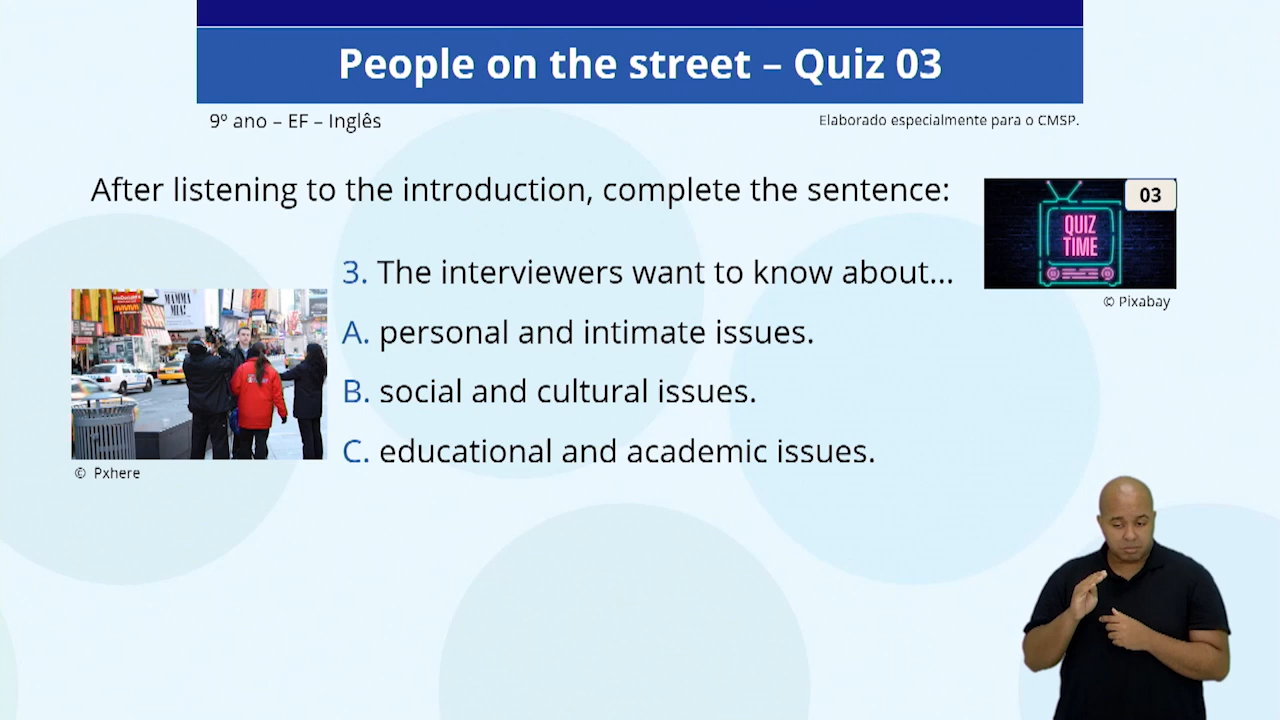 People on the street – Quiz 03
9º ano – EF – Inglês
Elaborado especialmente para o CMSP.
After listening to the introduction, complete the sentence:
03
QUIZ
TIME
© Pixabay
3. The interviewers want to know about...
A. personal and intimate issues.
B. social and cultural issues.
C. educational and academic issues.
MAMMA
MIA!
© Pxhere